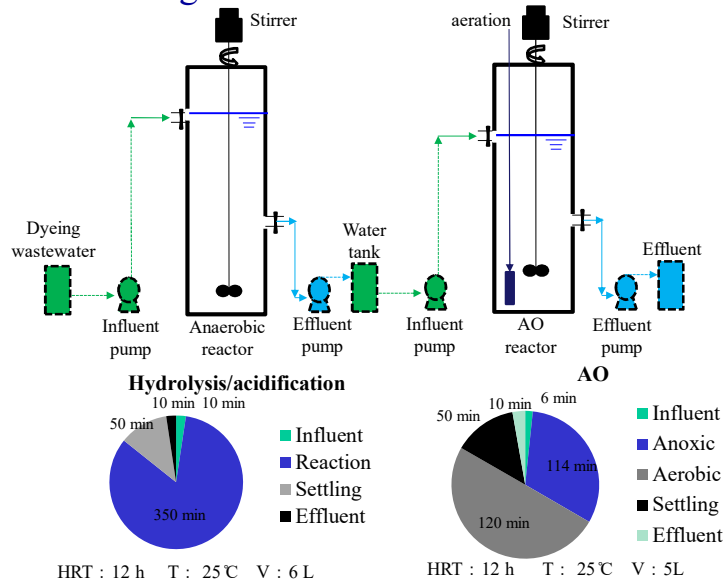 Stirrer
aeration
Stirrer
Dyeing
wastewater
Water
tank
Effluent
Influent
pump
Anaerobic
reactor
Effluent
pump
Influent
pump
AO
reactor
Effluent
pump
Hydrolysis/acidification
10 min
10 min
50 min
350 min
Influent
Reaction
Settling
Effluent
HRT : 12 h T : 25℃ V : 6 L
AO
10 min
6 min
50 min
114 min
120 min
Influent
Anoxic
Aerobic
Settling
Effluent
HRT : 12 h T : 25℃ V : 5L